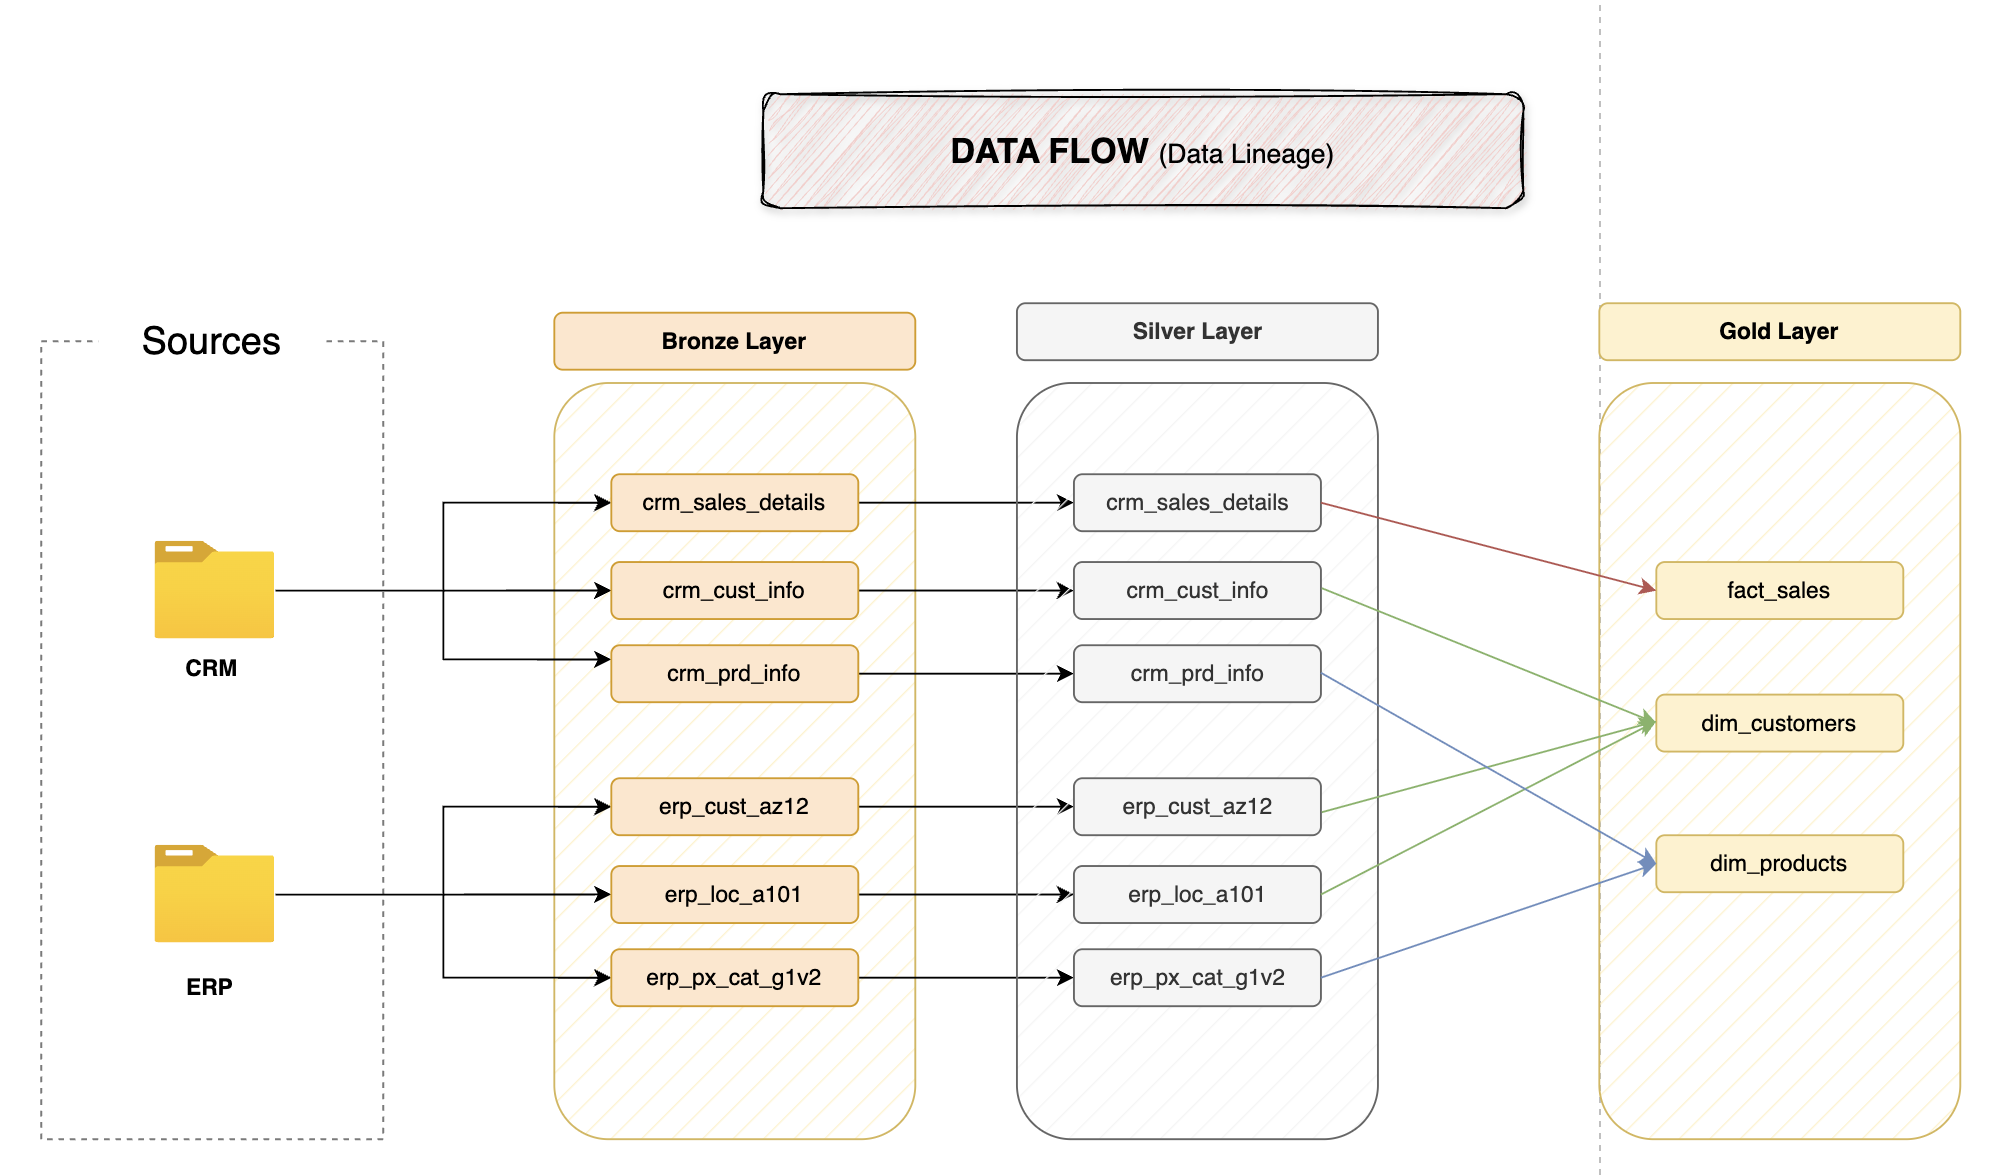 DATA FLOW (Data Lineage)
Sources
Bronze Layer
Silver Layer
Gold Layer
crm_sales_details
crm_sales_details
crm_cust_info
crm_cust_info
fact_sales
CRM
crm_prd_info
crm_prd_info
dim_customers
erp_cust_az12
erp_cust_az12
dim_products
erp_loc_a101
erp_loc_a101
ERP
erp_px_cat_g1v2
erp_px_cat_g1v2